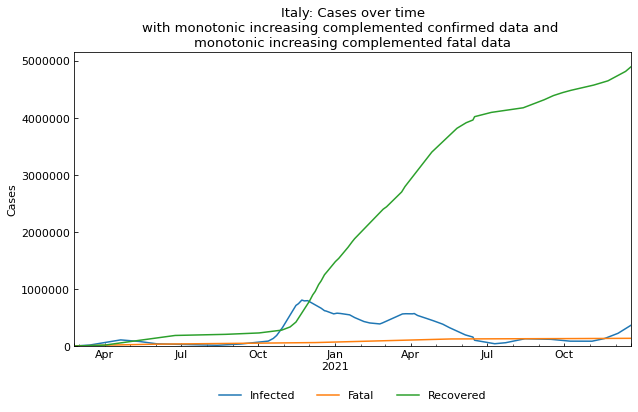 Italy: Cases over time
with monotonic increasing complemented confirmed data and
monotonic increasing complemented fatal data
5000000
4000000
3000000
2000000
1000000
0
Cases
Apr Jul Oct Jan Apr Jul Oct
2021
Infected Fatal Recovered